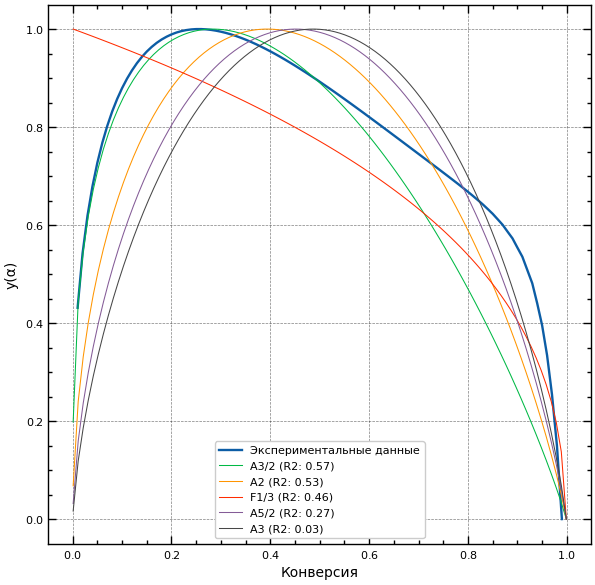 y(α)
1.0
0.8
0.6
0.4
0.2
0.0
Экспериментальные данные
A3/2 (R2: 0.57)
A2 (R2: 0.53)
F1/3 (R2: 0.46)
A5/2 (R2: 0.27)
A3 (R2: 0.03)
0.0 0.2 0.4 0.6 0.8 1.0
Конверсия